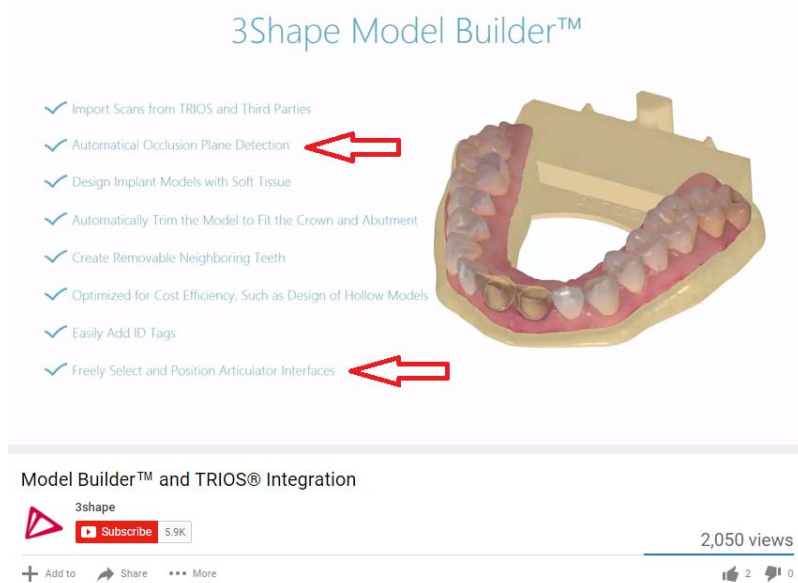 3Shape Model Builder™
Import Scans from TRIOS and Third Parties
Automatical Occlusion Plane Detection
Design Implant Models with Soft Tissue
Automatically Trim the Model to Fit the Crown and Abutment
Create Removable Neighboring Teeth
Optimized for Cost Efficiency, Such as Design of Hollow Models
Easily Add ID Tags
Freely Select and Position Articulator Interfaces
Model Builder™ and TRIOS® Integration
3shape
Subscribe 5.9K
2,050 views
Add to Share More 2 0